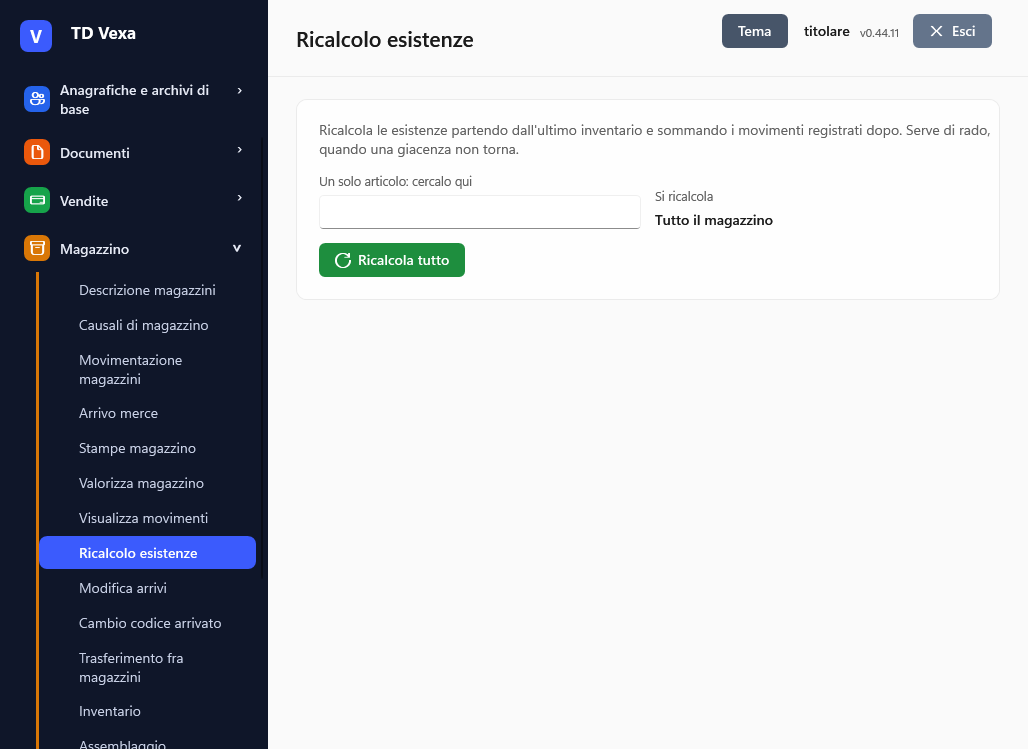 V
TD Vexa
Anagrafiche e archivi di
base
Documenti
Vendite
Magazzino
Descrizione magazzini
Causali di magazzino
Movimentazione
magazzini
Arrivo merce
Stampe magazzino
Valorizza magazzino
Visualizza movimenti
Ricalcolo esistenze
Modifica arrivi
Cambio codice arrivato
Trasferimento fra
magazzini
Inventario
Assemblaggio
Ricalcolo esistenze
Tema
titolare
v0.44.11
Esci
Ricalcola le esistenze partendo dall'ultimo inventario e sommando i movimenti registrati dopo. Serve di rado,
quando una giacenza non torna.
Un solo articolo: cercalo qui
Si ricalcola
Tutto il magazzino
Ricalcola tutto